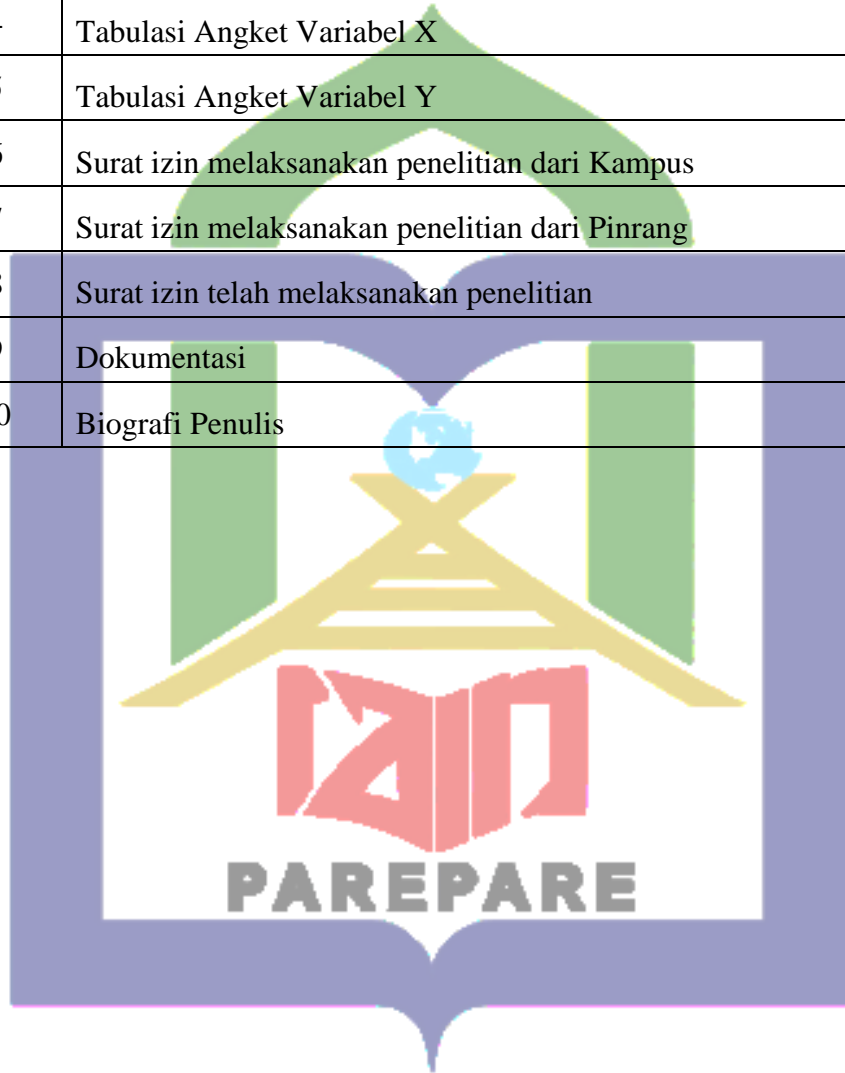 Tabulasi Angket Variabel X
Tabulasi Angket Variabel Y
Surat izin melaksanakan penelitian dari Kampus
Surat izin melaksanakan penelitian dari Pinrang
Surat izin telah melaksanakan penelitian
Dokumentasi
Biografi Penulis
iain
PAREPARE